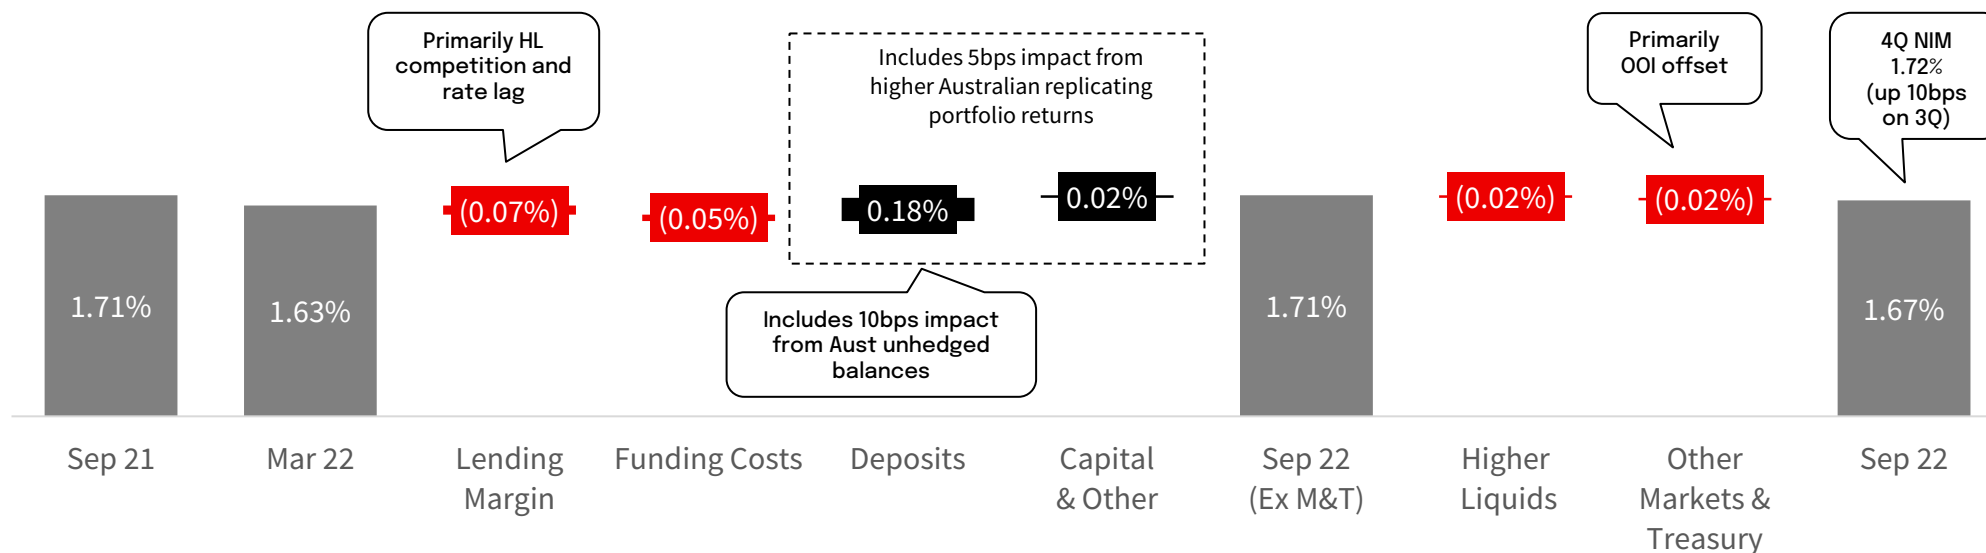 Primarily HL
competition and
rate lag
Includes 5bps impact from
higher Australian replicating
portfolio returns
Primarily
OOI offset
4Q NIM
1.72%
(up 10bps
on 3Q)
1.71%
1.63%
(0.07%)
(0.05%)
0.18%
0.02%
1.71%
(0.02%)
(0.02%)
1.67%
Includes 10bps impact
from Aust unhedged
balances
Sep 21
Mar 22
Lending
Margin
Funding Costs
Deposits
Capital
& Other
Sep 22
(Ex M&T)
Higher
Liquids
Other
Markets &
Treasury
Sep 22